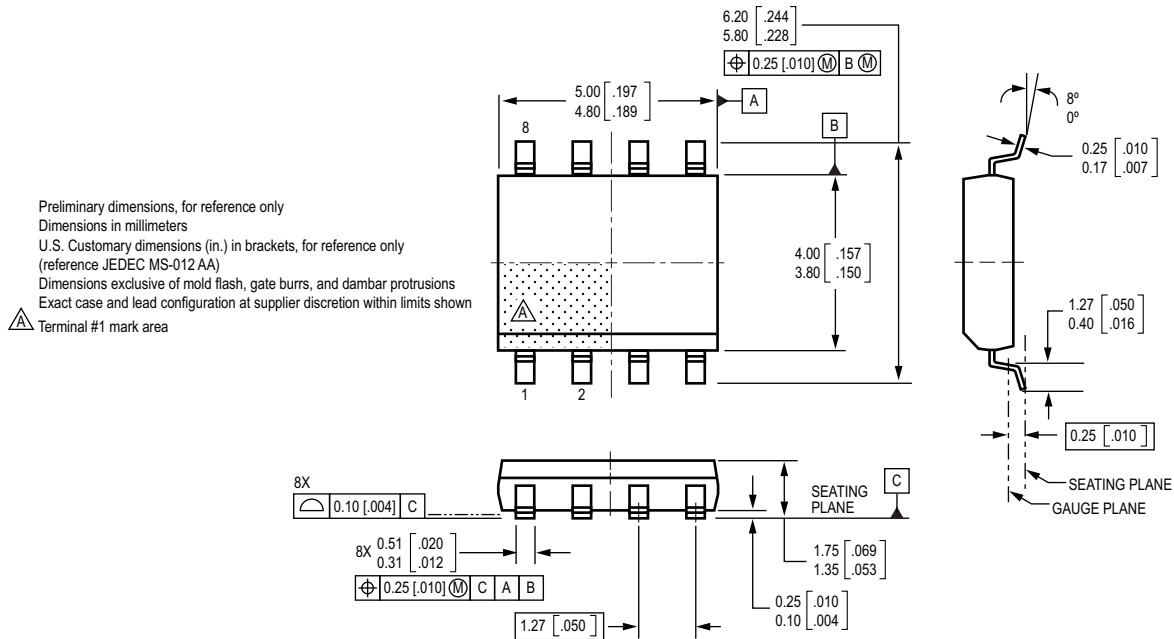 6.20 [.244]
5.80 [.228]
⌖ 0.25 [.010] Ⓜ B Ⓜ
5.00 [.197]
4.80 [.189]
A
8
B
8º
0º
0.25 [.010]
0.17 [.007]
Preliminary dimensions, for reference only
Dimensions in millimeters
U.S. Customary dimensions (in.) in brackets, for reference only
(reference JEDEC MS-012 AA)
Dimensions exclusive of mold flash, gate burrs, and dambar protrusions
Exact case and lead configuration at supplier discretion within limits shown
A Terminal #1 mark area
A
4.00 [.157]
3.80 [.150]
1.27 [.050]
0.40 [.016]
1 2
0.25 [.010]
SEATING PLANE
GAUGE PLANE
8X
⌓ 0.10 [.004] C
SEATING
PLANE
C
8X 0.51 [.020]
0.31 [.012]
⌖ 0.25 [.010] Ⓜ C A B
1.75 [.069]
1.35 [.053]
0.25 [.010]
0.10 [.004]
1.27 [.050]